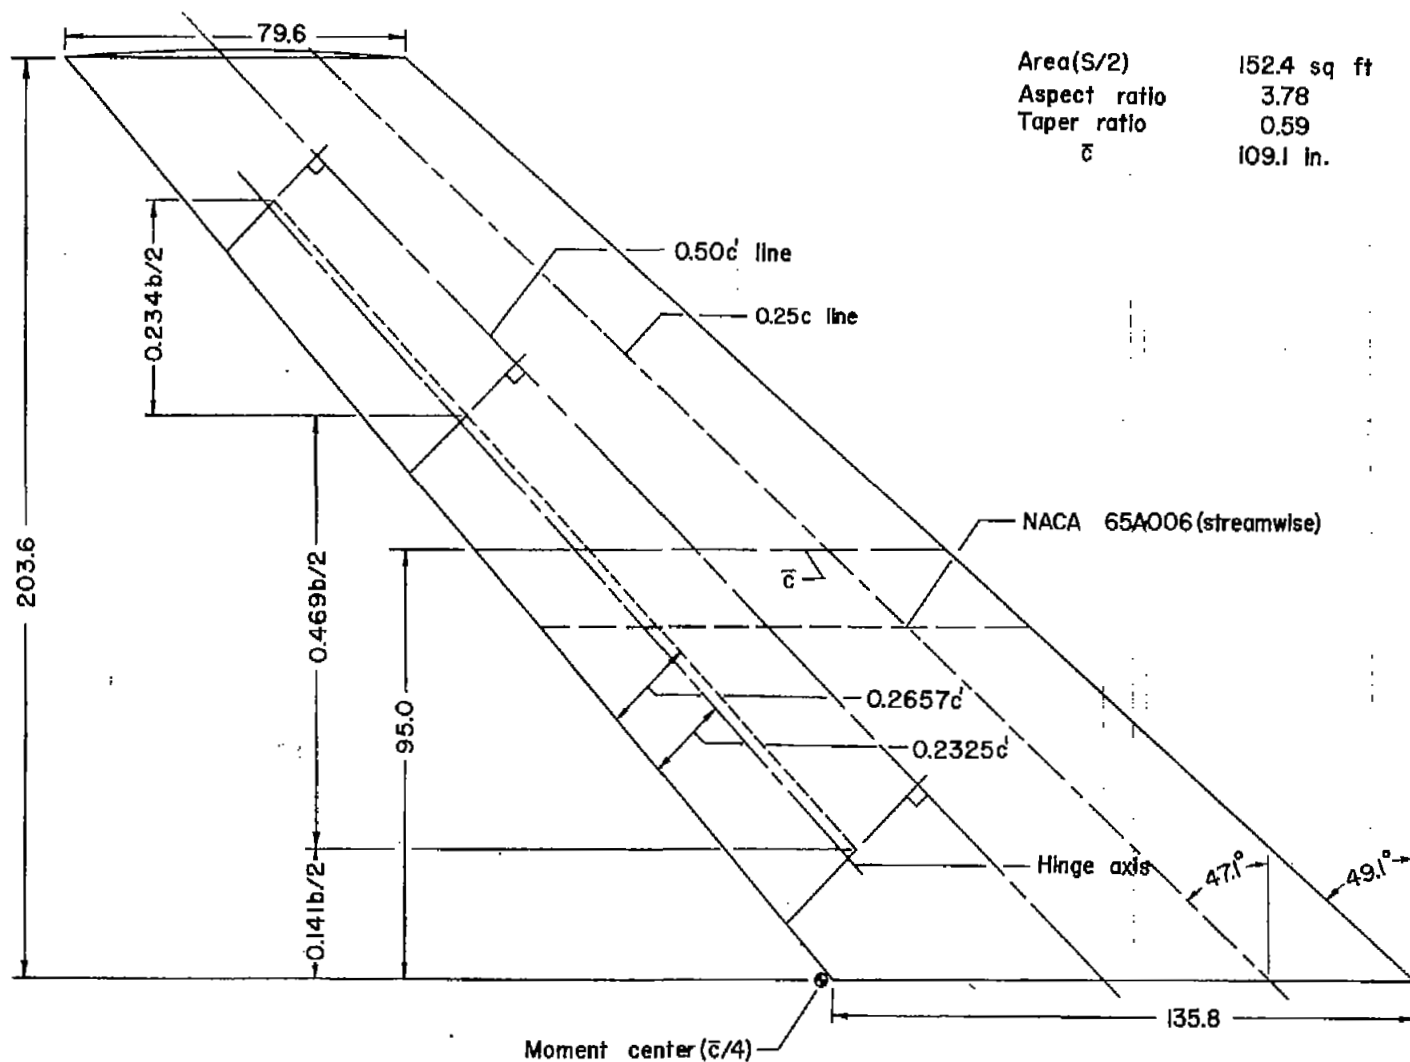 79.6
Area(S/2) 152.4 sq ft
Aspect ratio 3.78
Taper ratio 0.59
c̄ 109.1 in.
0.50c' line
0.234b/2
0.25c line
NACA 65A006 (streamwise)
c̄
203.6
0.469b/2
95.0
0.2657c'
0.2325c'
Hinge axis
47.1°
49.1°
0.141b/2
135.8
Moment center (c̄/4)